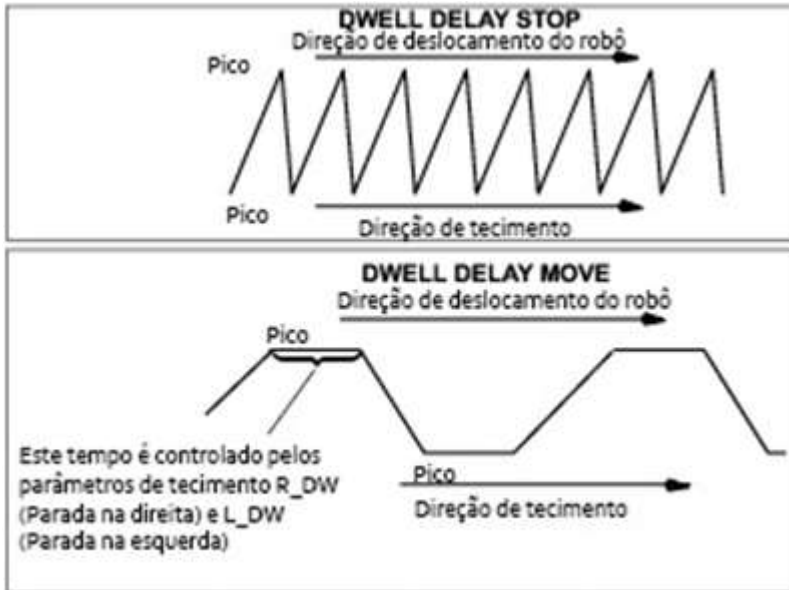 DWELL DELAY STOP
Direção de deslocamento do robô
Pico
Pico
Direção de tecimento
DWELL DELAY MOVE
Direção de deslocamento do robô
Pico
Este tempo é controlado pelos
parâmetros de tecimento R_DW
(Parada na direita) e L_DW
(Parada na esquerda)
Pico
Direção de tecimento